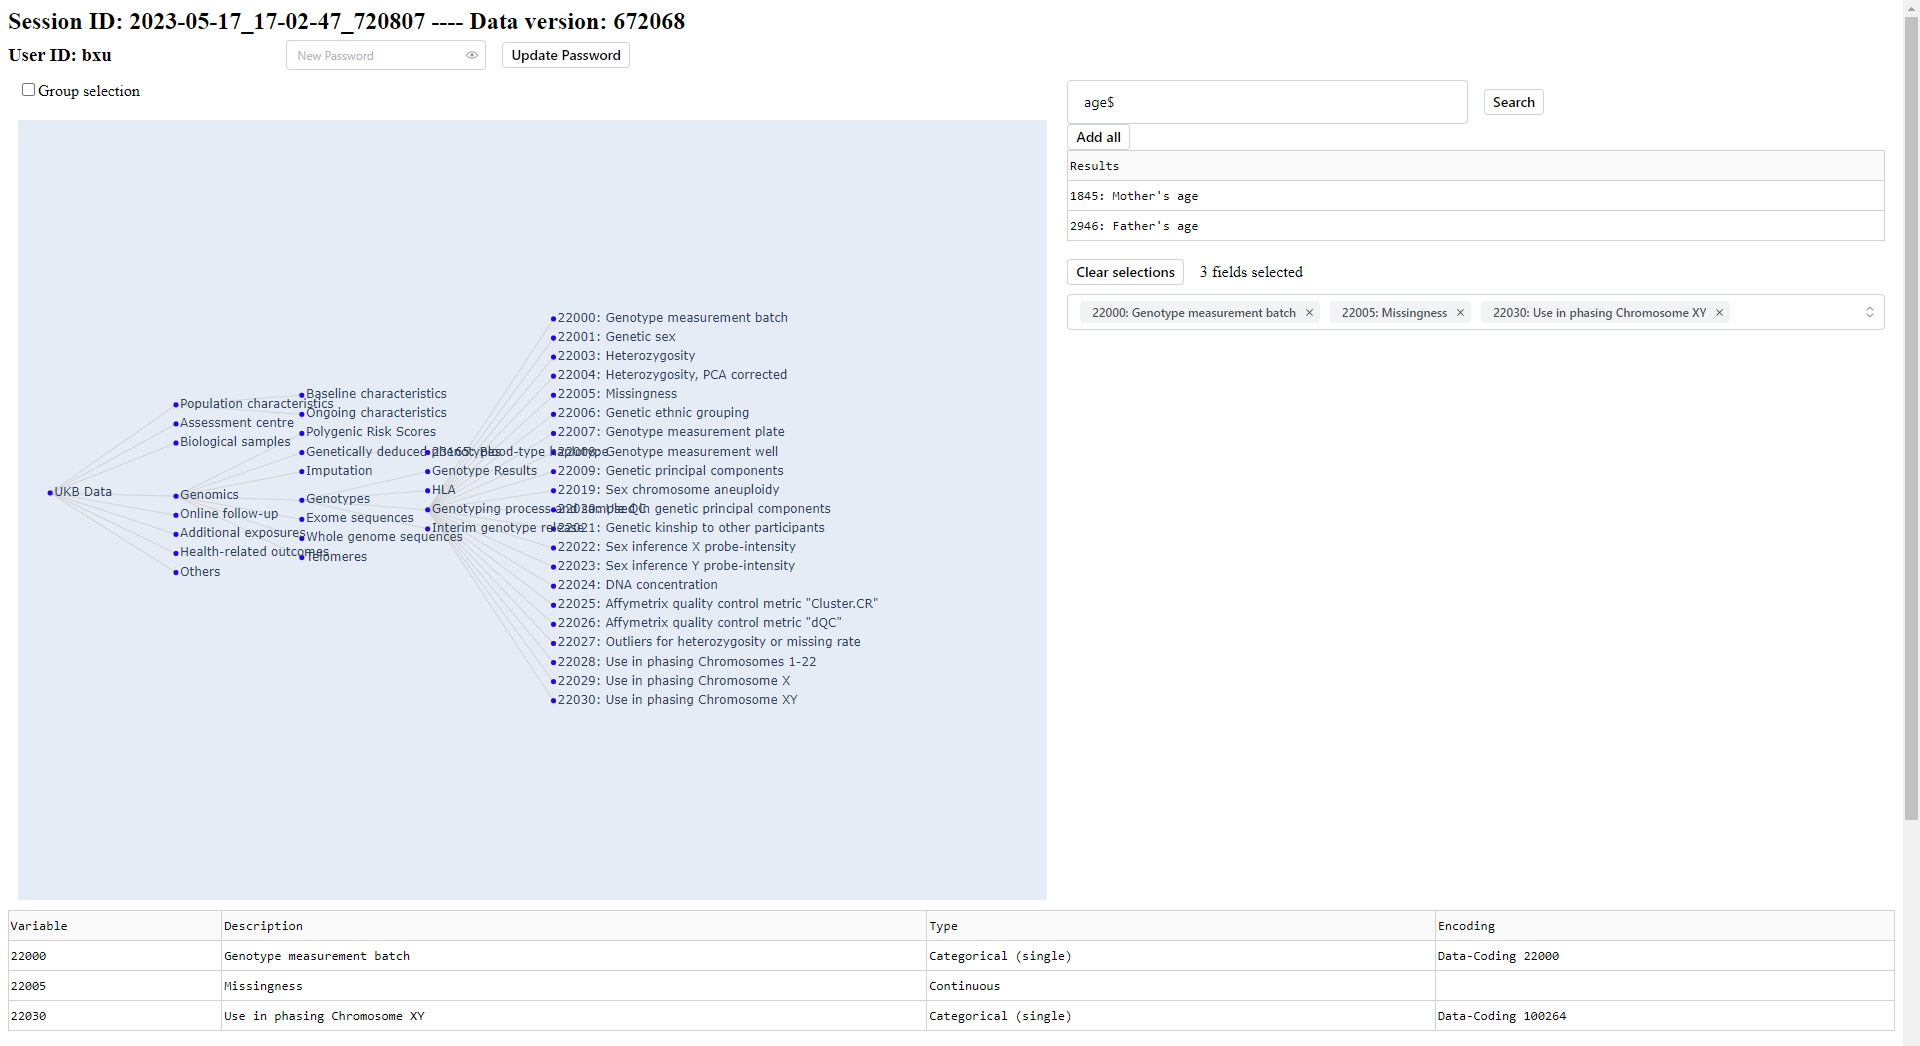 Session ID: 2023-05-17_17-02-47_720807 ---- Data version: 672068
User ID: bxu
New Password
Update Password
Group selection
age$
Search
Add all
Results
1845: Mother's age
2946: Father's age
Clear selections
3 fields selected
22000: Genotype measurement batch ×
22005: Missingness ×
22030: Use in phasing Chromosome XY ×
UKB Data
Population characteristics
Assessment centre
Biological samples
Genomics
Online follow-up
Additional exposures
Health-related outcomes
Others
Baseline characteristics
Ongoing characteristics
Polygenic Risk Scores
Genetically deduced phenotypes
Imputation
Genotypes
Exome sequences
Whole genome sequences
Telomeres
23165: Blood-type haplotype
Genotype Results
HLA
Genotyping process and sample QC
Interim genotype release
22000: Genotype measurement batch
22001: Genetic sex
22003: Heterozygosity
22004: Heterozygosity, PCA corrected
22005: Missingness
22006: Genetic ethnic grouping
22007: Genotype measurement plate
22008: Genotype measurement well
22009: Genetic principal components
22019: Sex chromosome aneuploidy
22020: Used in genetic principal components
22021: Genetic kinship to other participants
22022: Sex inference X probe-intensity
22023: Sex inference Y probe-intensity
22024: DNA concentration
22025: Affymetrix quality control metric "Cluster.CR"
22026: Affymetrix quality control metric "dQC"
22027: Outliers for heterozygosity or missing rate
22028: Use in phasing Chromosomes 1-22
22029: Use in phasing Chromosome X
22030: Use in phasing Chromosome XY
Variable Description Type Encoding
22000 Genotype measurement batch Categorical (single) Data-Coding 22000
22005 Missingness Continuous
22030 Use in phasing Chromosome XY Categorical (single) Data-Coding 100264